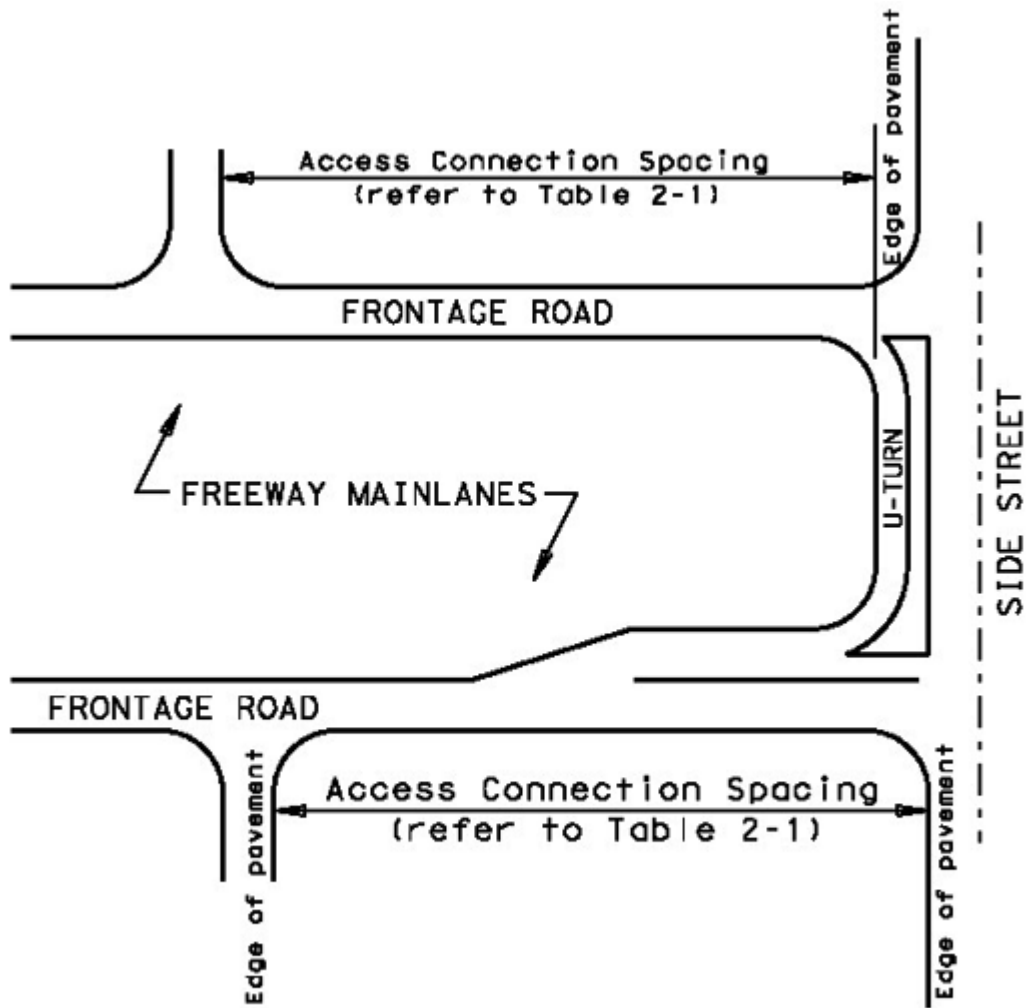 Edge of pavement
Access Connection Spacing
(refer to Table 2-1)
FRONTAGE ROAD
FREEWAY MAINLANES
U-TURN
SIDE STREET
FRONTAGE ROAD
Edge of pavement
Access Connection Spacing
(refer to Table 2-1)
Edge of pavement